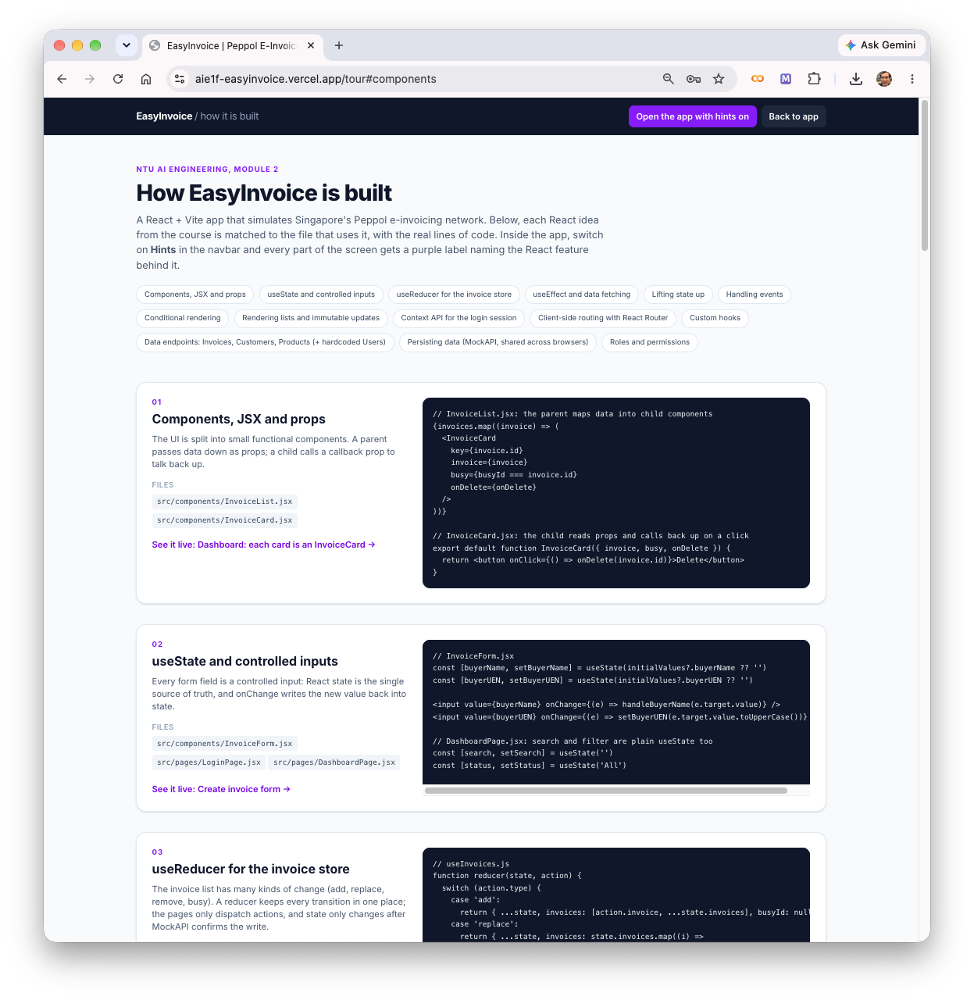 EasyInvoice | Peppol E-Invoic
Ask Gemini
aie1f-easyinvoice.vercel.app/tour#components
EasyInvoice / how it is built
Open the app with hints on
Back to app
NTU AI ENGINEERING, MODULE 2
How EasyInvoice is built
A React + Vite app that simulates Singapore's Peppol e-invoicing network. Below, each React idea
from the course is matched to the file that uses it, with the real lines of code. Inside the app, switch
on Hints in the navbar and every part of the screen gets a purple label naming the React feature
behind it.
Components, JSX and props
useState and controlled inputs
useReducer for the invoice store
useEffect and data fetching
Lifting state up
Handling events
Conditional rendering
Rendering lists and immutable updates
Context API for the login session
Client-side routing with React Router
Custom hooks
Data endpoints: Invoices, Customers, Products (+ hardcoded Users)
Persisting data (MockAPI, shared across browsers)
Roles and permissions
01
Components, JSX and props
The UI is split into small functional components. A parent
passes data down as props; a child calls a callback prop to
talk back up.
FILES
src/components/InvoiceList.jsx
src/components/InvoiceCard.jsx
See it live: Dashboard: each card is an InvoiceCard →
// InvoiceList.jsx: the parent maps data into child components
{invoices.map((invoice) => (
  <InvoiceCard
    key={invoice.id}
    invoice={invoice}
    busy={busyId === invoice.id}
    onDelete={onDelete}
  />
))}
// InvoiceCard.jsx: the child reads props and calls back up on a click
export default function InvoiceCard({ invoice, busy, onDelete }) {
  return <button onClick={() => onDelete(invoice.id)}>Delete</button>
}
02
useState and controlled inputs
Every form field is a controlled input: React state is the single
source of truth, and onChange writes the new value back into
state.
FILES
src/components/InvoiceForm.jsx
src/pages/LoginPage.jsx
src/pages/DashboardPage.jsx
See it live: Create invoice form →
// InvoiceForm.jsx
const [buyerName, setBuyerName] = useState(initialValues?.buyerName ?? '')
const [buyerUEN, setBuyerUEN] = useState(initialValues?.buyerUEN ?? '')
<input value={buyerName} onChange={(e) => handleBuyerName(e.target.value)} />
<input value={buyerUEN} onChange={(e) => setBuyerUEN(e.target.value.toUpperCase())}
// DashboardPage.jsx: search and filter are plain useState too
const [search, setSearch] = useState('')
const [status, setStatus] = useState('All')
03
useReducer for the invoice store
The invoice list has many kinds of change (add, replace,
remove, busy). A reducer keeps every transition in one place;
the pages only dispatch actions, and state only changes after
MockAPI confirms the write.
// useInvoices.js
function reducer(state, action) {
  switch (action.type) {
    case 'add':
      return { ...state, invoices: [action.invoice, ...state.invoices], busyId: null
    case 'replace':
      return { ...state, invoices: state.invoices.map((i) =>